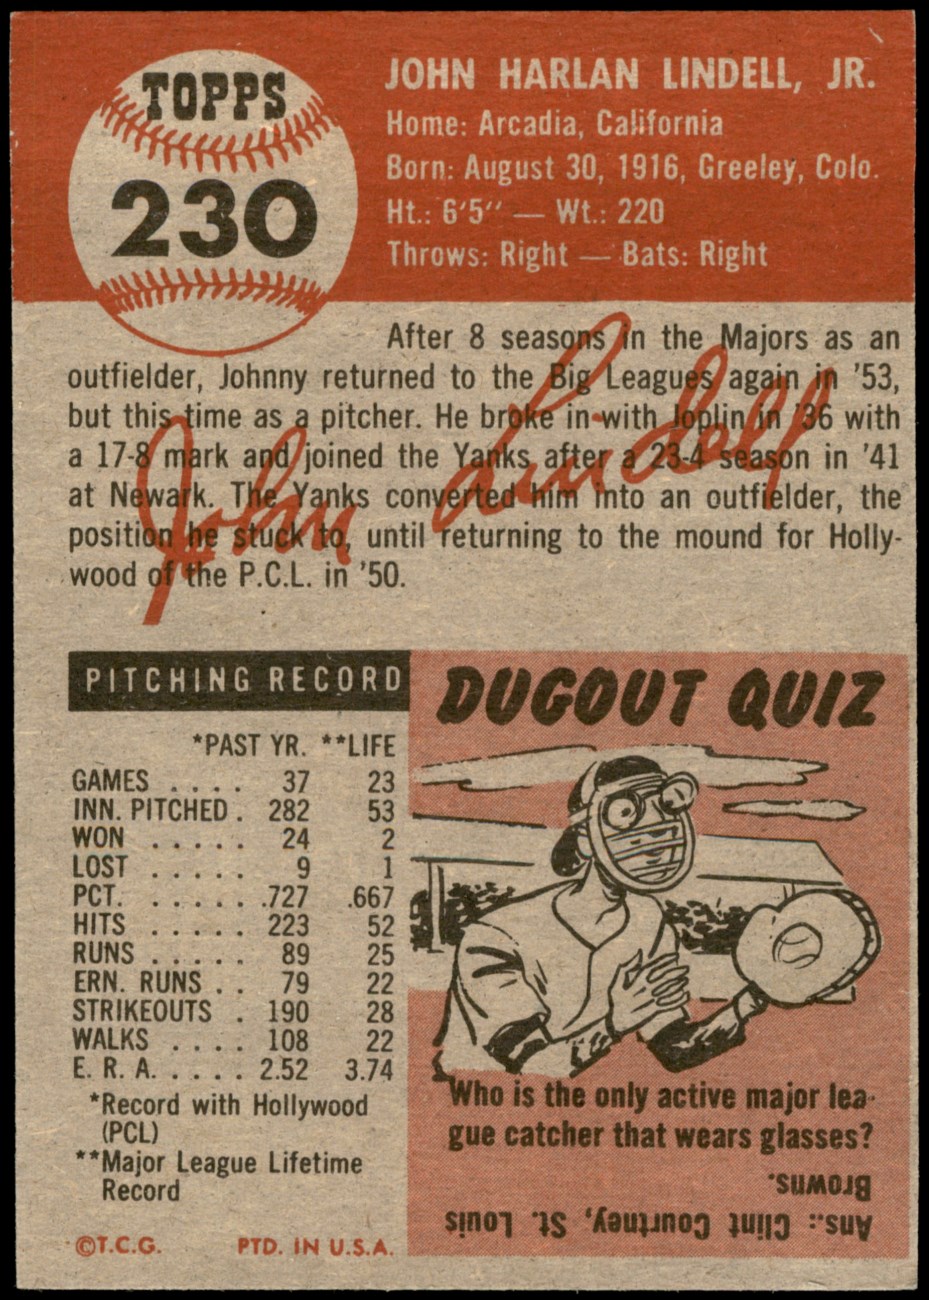 TOPPS
230
JOHN HARLAN LINDELL, JR.
Home: Arcadia, California
Born: August 30, 1916, Greeley, Colo.
Ht.: 6'5" — Wt.: 220
Throws: Right — Bats: Right
After 8 seasons in the Majors as an
outfielder, Johnny returned to the Big Leagues again in '53,
but this time as a pitcher. He broke in with Joplin in '36 with
a 17-8 mark and joined the Yanks after a 23-4 season in '41
at Newark. The Yanks converted him into an outfielder, the
position he stuck to, until returning to the mound for Holly-
wood of the P.C.L. in '50.
John Lindell
PITCHING RECORD
*PAST YR. **LIFE
GAMES . . . . 37 23
INN. PITCHED . 282 53
WON . . . . . 24 2
LOST . . . . . 9 1
PCT. . . . . . . .727 .667
HITS . . . . . 223 52
RUNS . . . . . 89 25
ERN. RUNS . . 79 22
STRIKEOUTS . 190 28
WALKS . . . . 108 22
E. R. A. . . . . . 2.52 3.74
*Record with Hollywood
(PCL)
**Major League Lifetime
Record
©T.C.G. PTD. IN U.S.A.
DUGOUT QUIZ
Who is the only active major lea-
gue catcher that wears glasses?
Ans.: Clint Courtney, St. Louis
Browns.